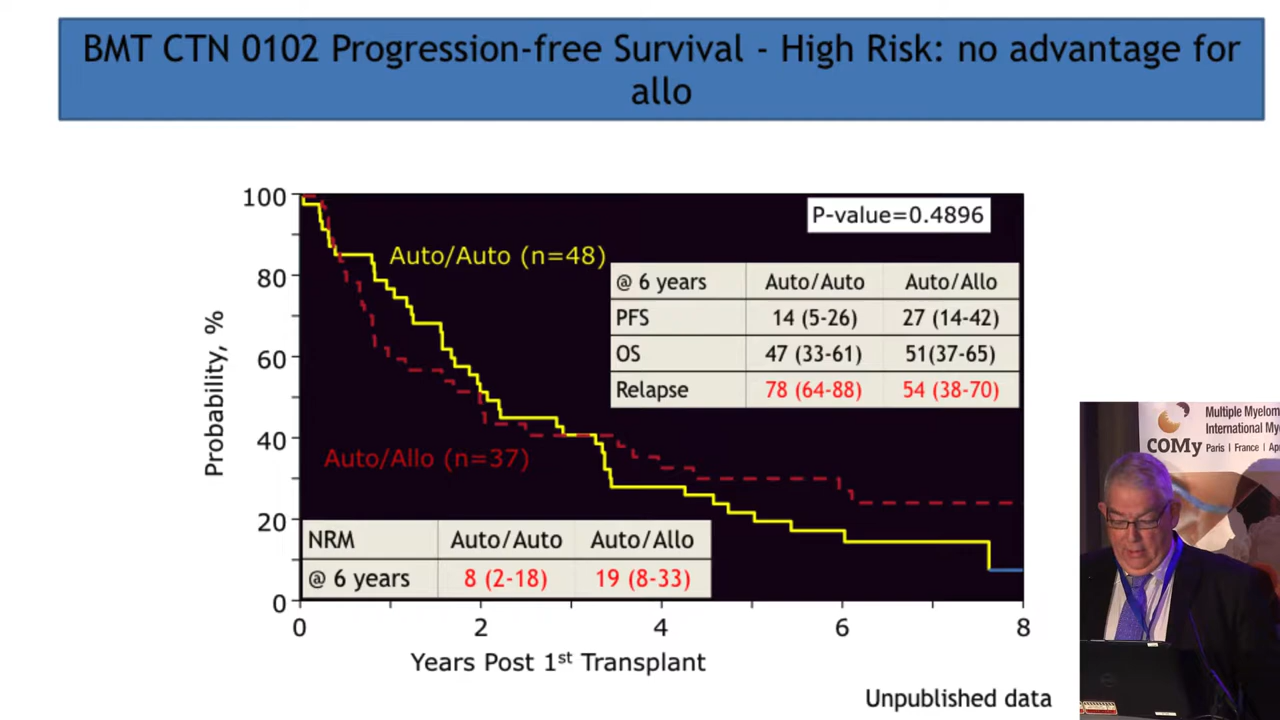 BMT CTN 0102 Progression-free Survival - High Risk: no advantage for
allo
100
80
60
40
20
0
Probability, %
P-value=0.4896
Auto/Auto (n=48)
@ 6 years Auto/Auto Auto/Allo
PFS 14 (5-26) 27 (14-42)
OS 47 (33-61) 51(37-65)
Relapse 78 (64-88) 54 (38-70)
Auto/Allo (n=37)
NRM Auto/Auto Auto/Allo
@ 6 years 8 (2-18) 19 (8-33)
0 2 4 6 8
Years Post 1st Transplant
Unpublished data
COMy
Multiple Myelom
International My
Paris | France | Ap